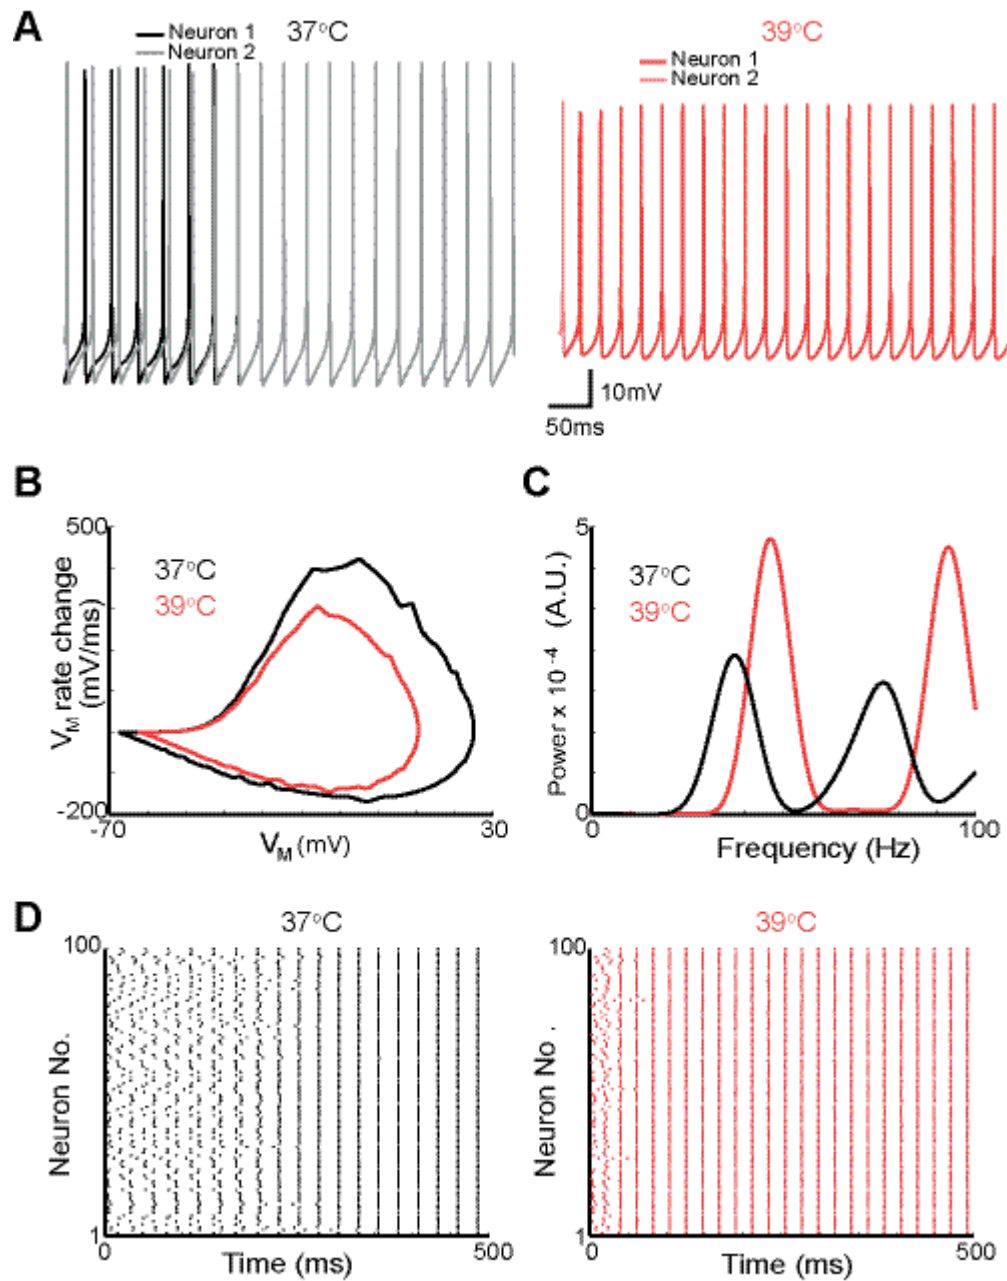 A
Neuron 1
Neuron 2
37°C
39°C
Neuron 1
Neuron 2
10mV
50ms
B
500
37°C
39°C
V_M rate change
(mV/ms)
-200
-70
30
V_M (mV)
C
5
37°C
39°C
Power x 10⁻⁴ (A.U.)
0
0
100
Frequency (Hz)
D
37°C
100
Neuron No.
1
0
500
Time (ms)
39°C
100
Neuron No.
1
0
500
Time (ms)